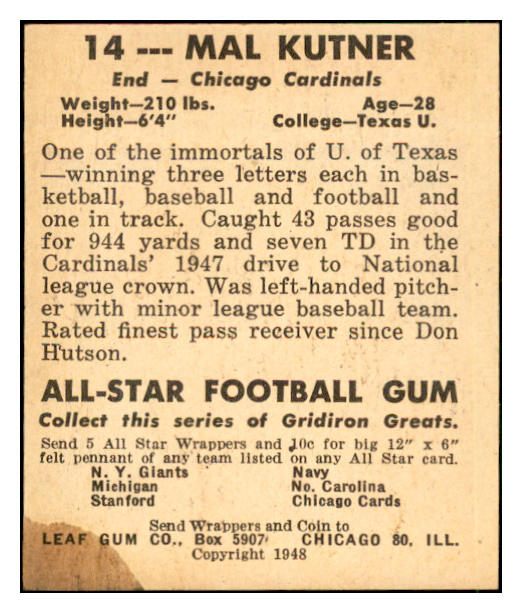 14 --- MAL KUTNER
End — Chicago Cardinals
Weight—210 lbs. Age—28
Height—6'4" College—Texas U.
One of the immortals of U. of Texas
—winning three letters each in bas-
ketball, baseball and football and
one in track. Caught 43 passes good
for 944 yards and seven TD in the
Cardinals' 1947 drive to National
league crown. Was left-handed pitch-
er with minor league baseball team.
Rated finest pass receiver since Don
Hutson.
ALL-STAR FOOTBALL GUM
Collect this series of Gridiron Greats.
Send 5 All Star Wrappers and 10c for big 12" x 6"
felt pennant of any team listed on any All Star card.
N. Y. Giants Navy
Michigan No. Carolina
Stanford Chicago Cards
Send Wrappers and Coin to
LEAF GUM CO., Box 5907 CHICAGO 80, ILL.
Copyright 1948